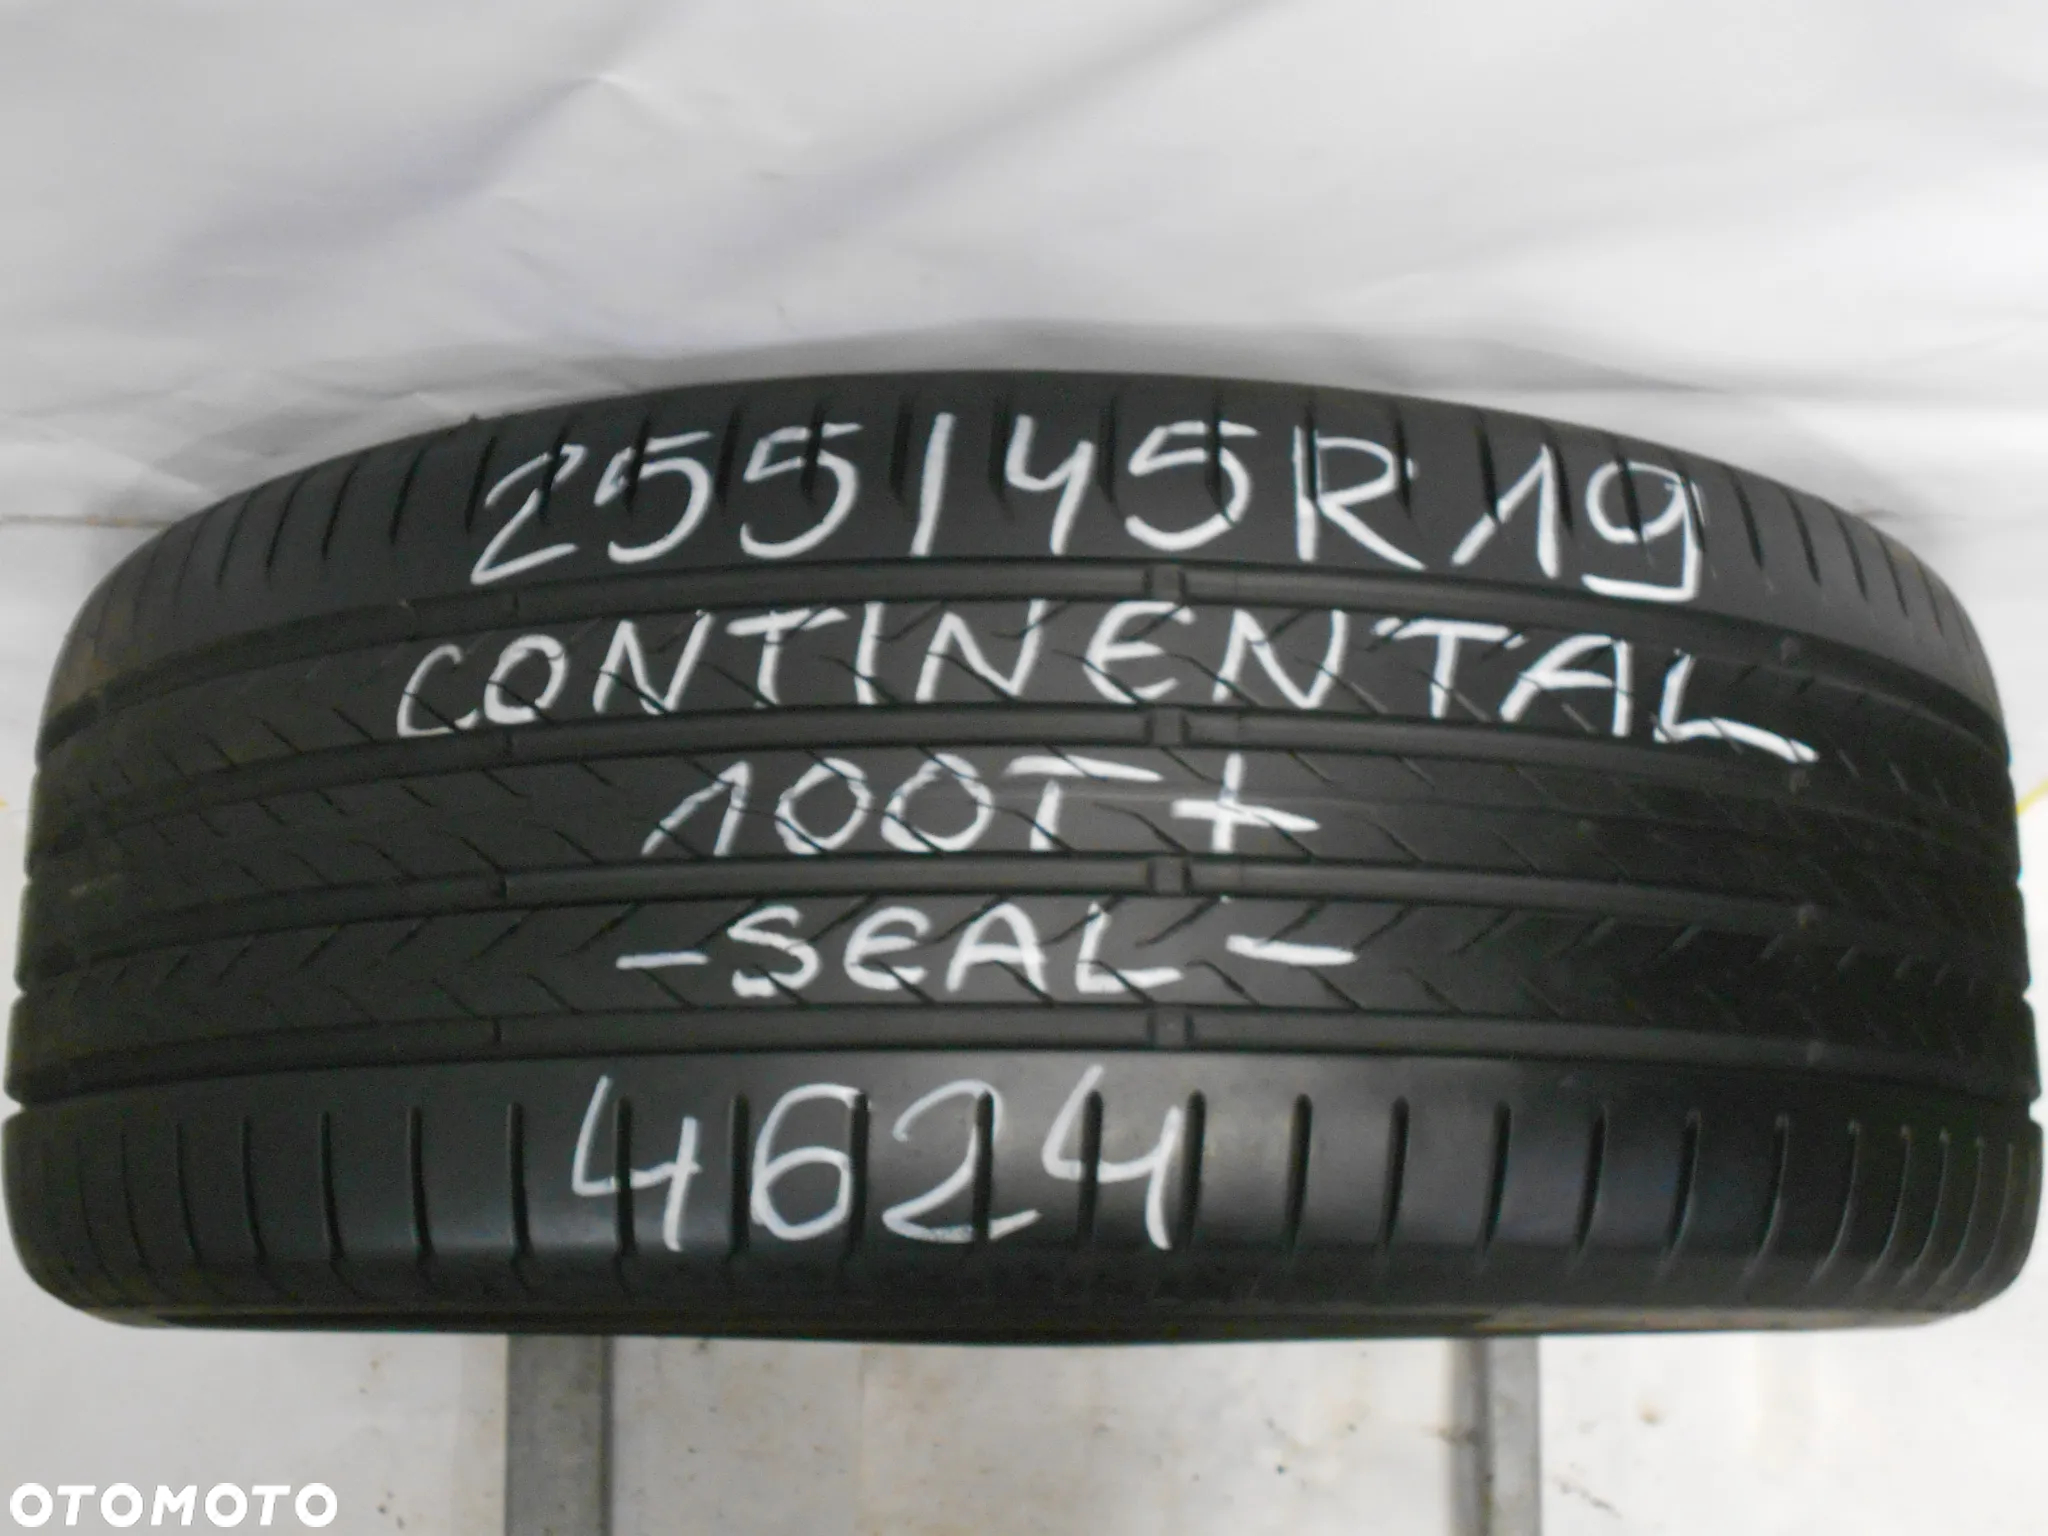 255/45R19
CONTINENTAL
100T+
-SEAL-
4624
OTOMOTO